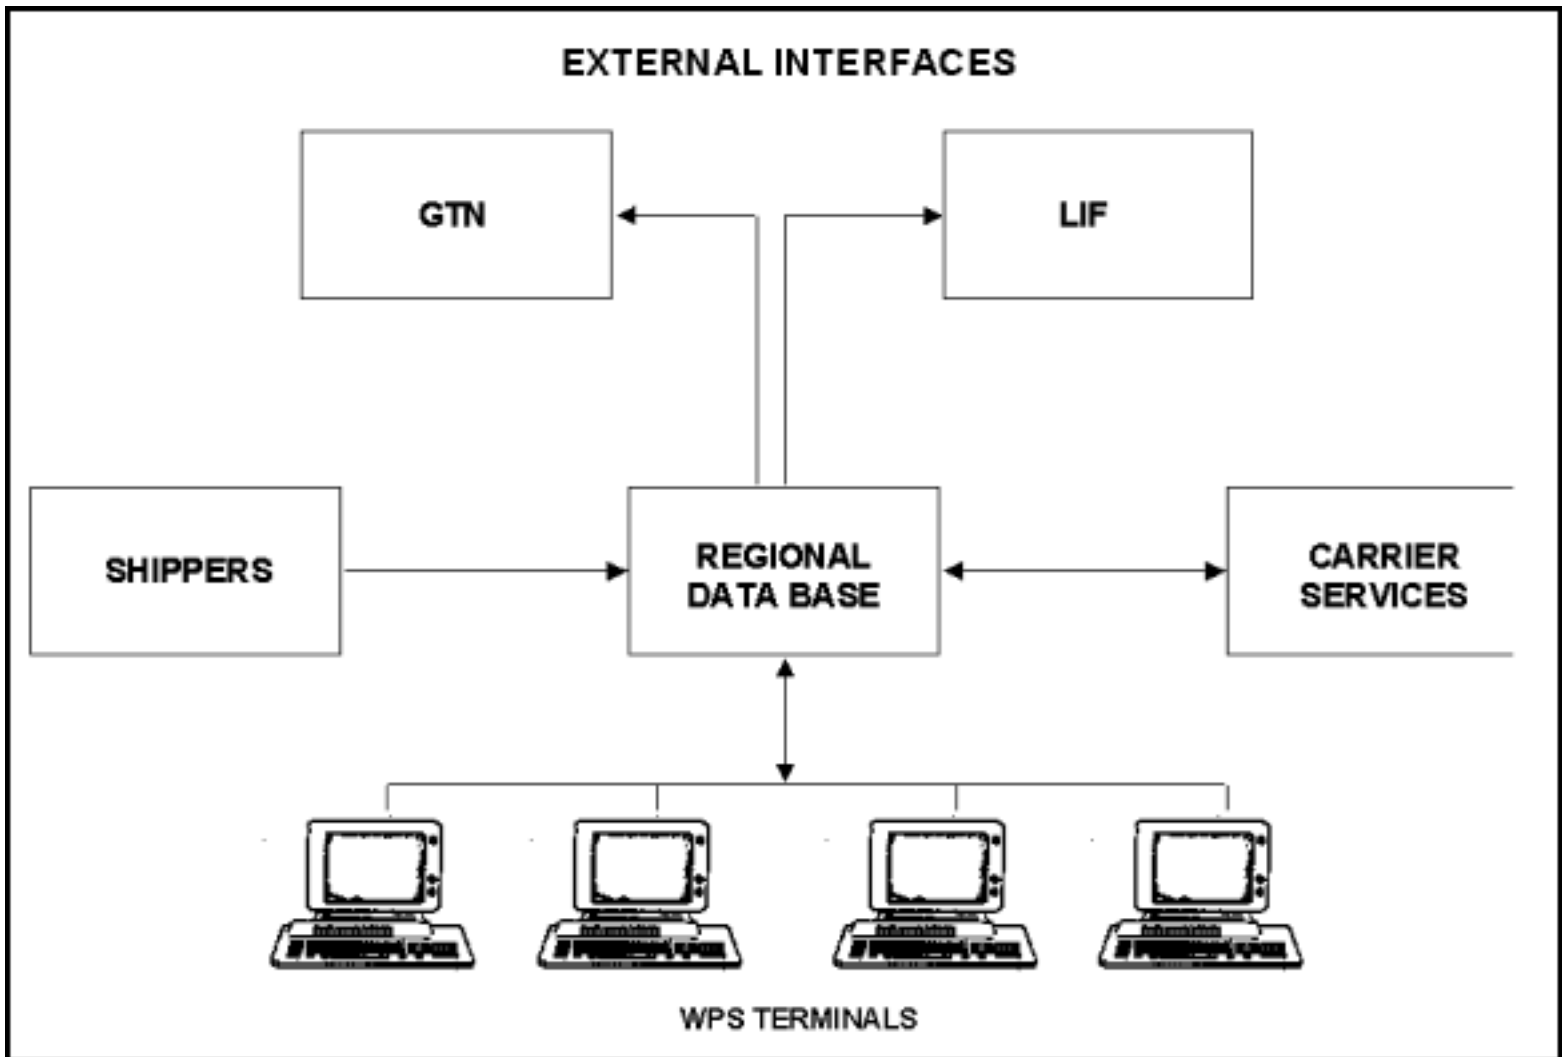 EXTERNAL INTERFACES
GTN
LIF
SHIPPERS
REGIONAL
DATA BASE
CARRIER
SERVICES
WPS TERMINALS